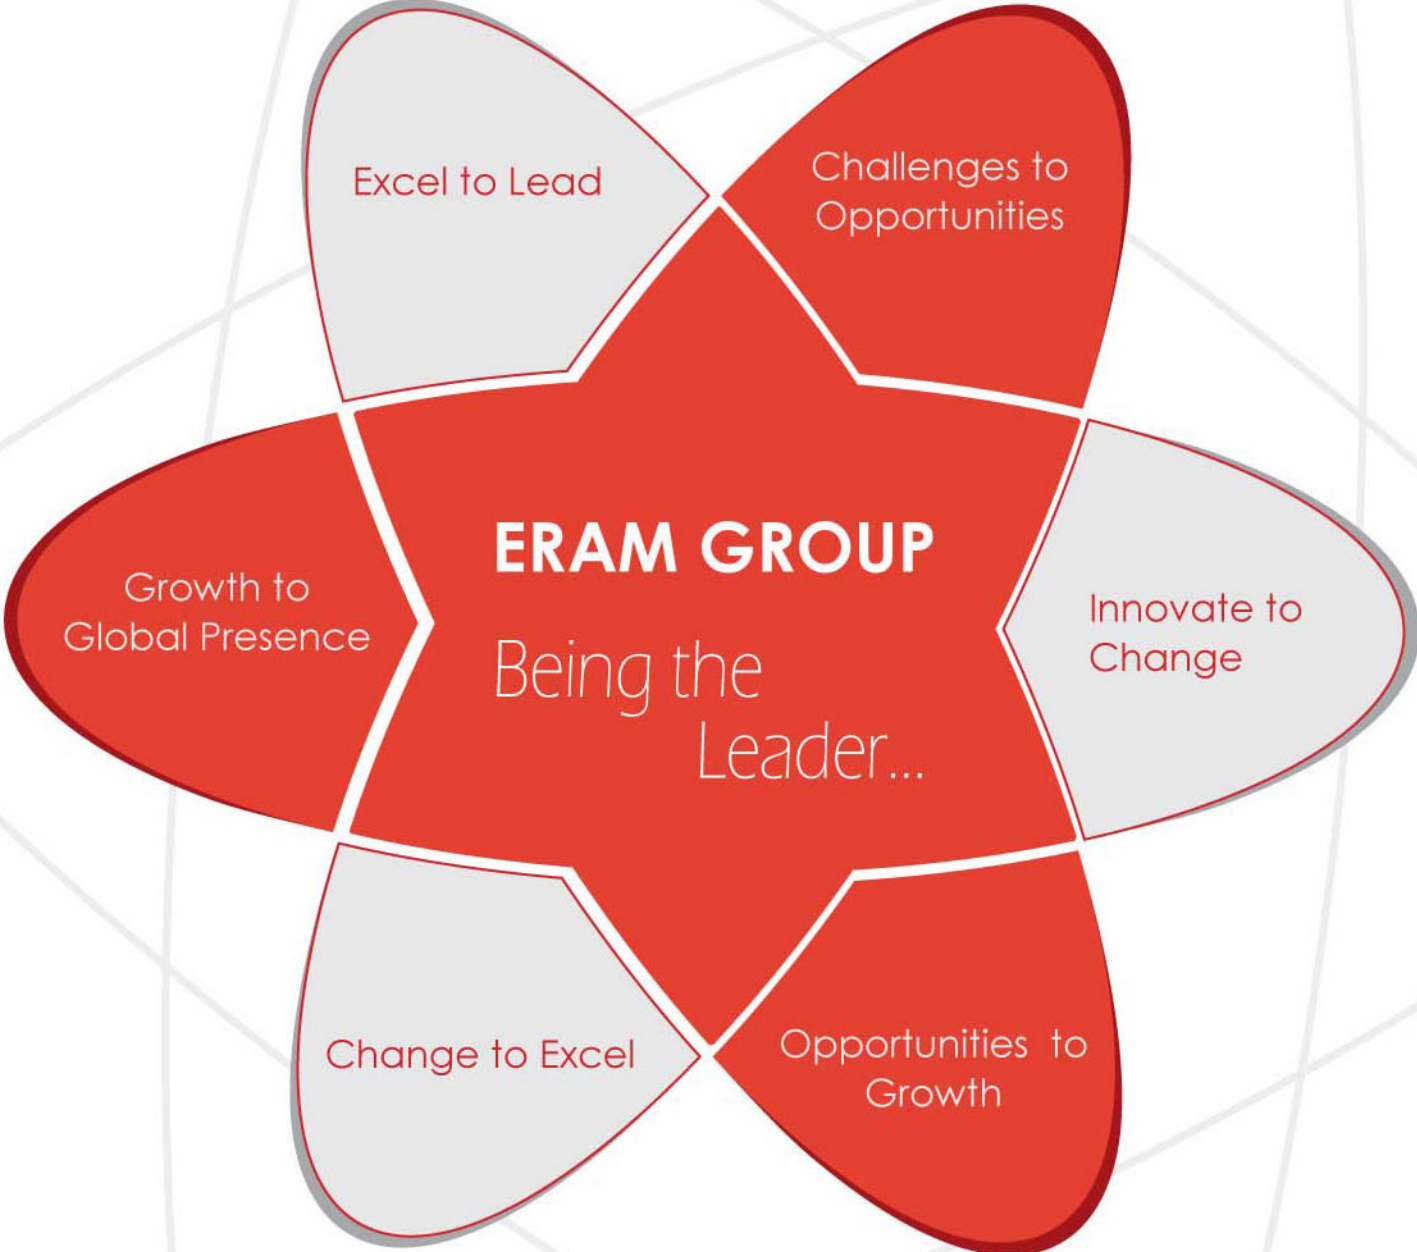 Excel to Lead
Challenges to
Opportunities
Growth to
Global Presence
ERAM GROUP
Being the
Leader...
Innovate to
Change
Change to Excel
Opportunities to
Growth